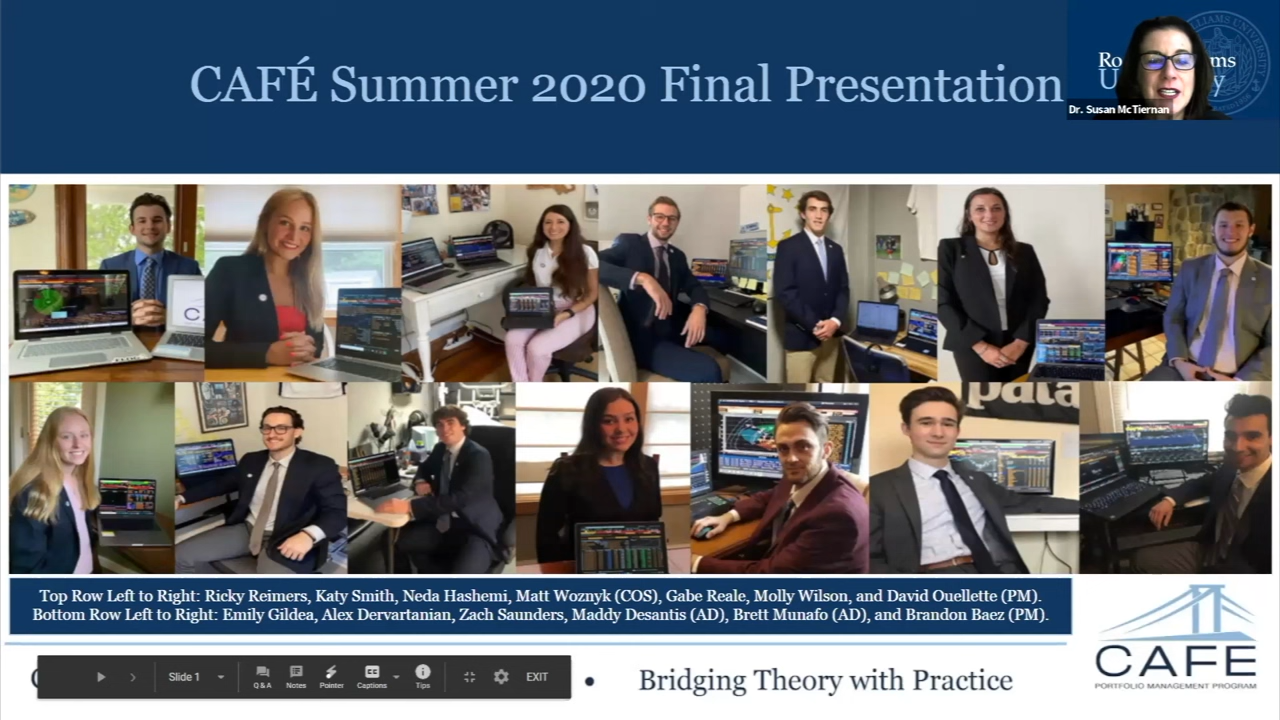 CAFÉ Summer 2020 Final Presentation
Dr. Susan McTiernan
pata
Top Row Left to Right: Ricky Reimers, Katy Smith, Neda Hashemi, Matt Woznyk (COS), Gabe Reale, Molly Wilson, and David Ouellette (PM).
Bottom Row Left to Right: Emily Gildea, Alex Dervartanian, Zach Saunders, Maddy Desantis (AD), Brett Munafo (AD), and Brandon Baez (PM).
Slide 1
Q & A
Notes
Pointer
Captions
Tips
EXIT
• Bridging Theory with Practice
CAFE
PORTFOLIO MANAGEMENT PROGRAM